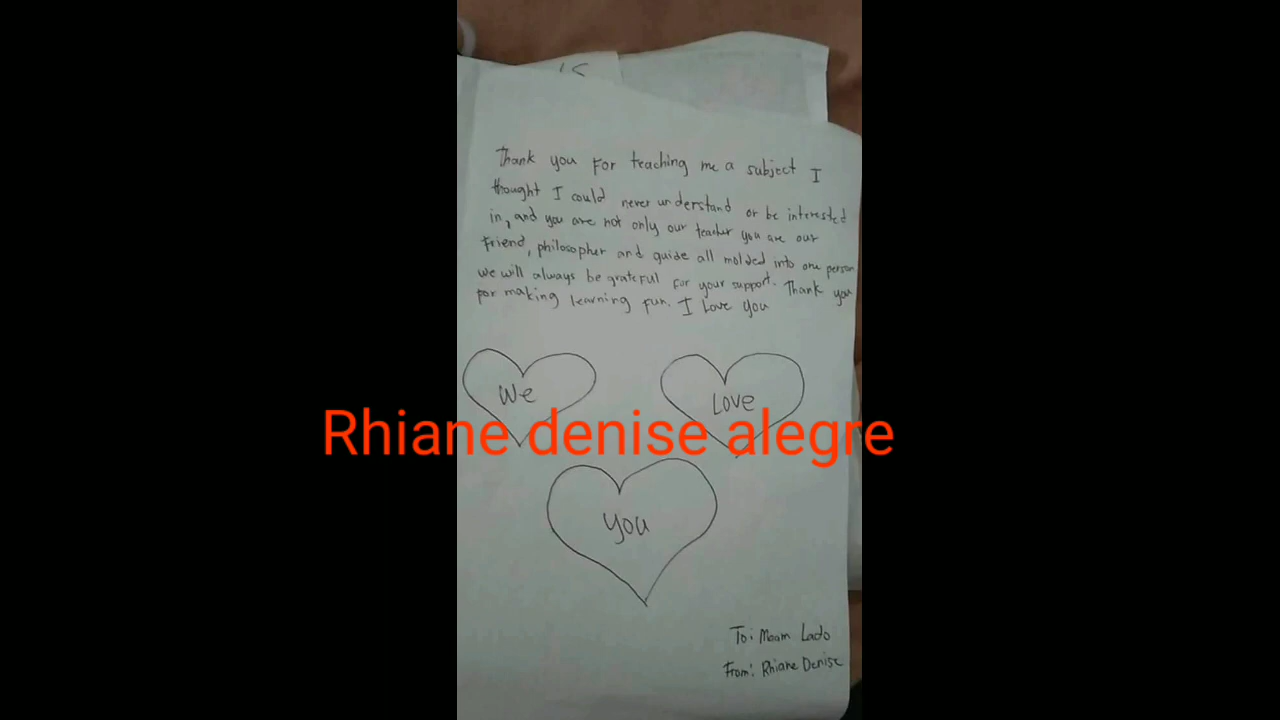 Thank you For teaching me a subject I
thought I could never understand or be interested
in, and you are not only our teacher you are our
Friend, philosopher and guide all molded into one person
we will always be grateful for your support. Thank you
for making learning fun. I Love you
We
Love
Rhiane denise alegre
you
To: Maam Lado
From: Rhiane Denise